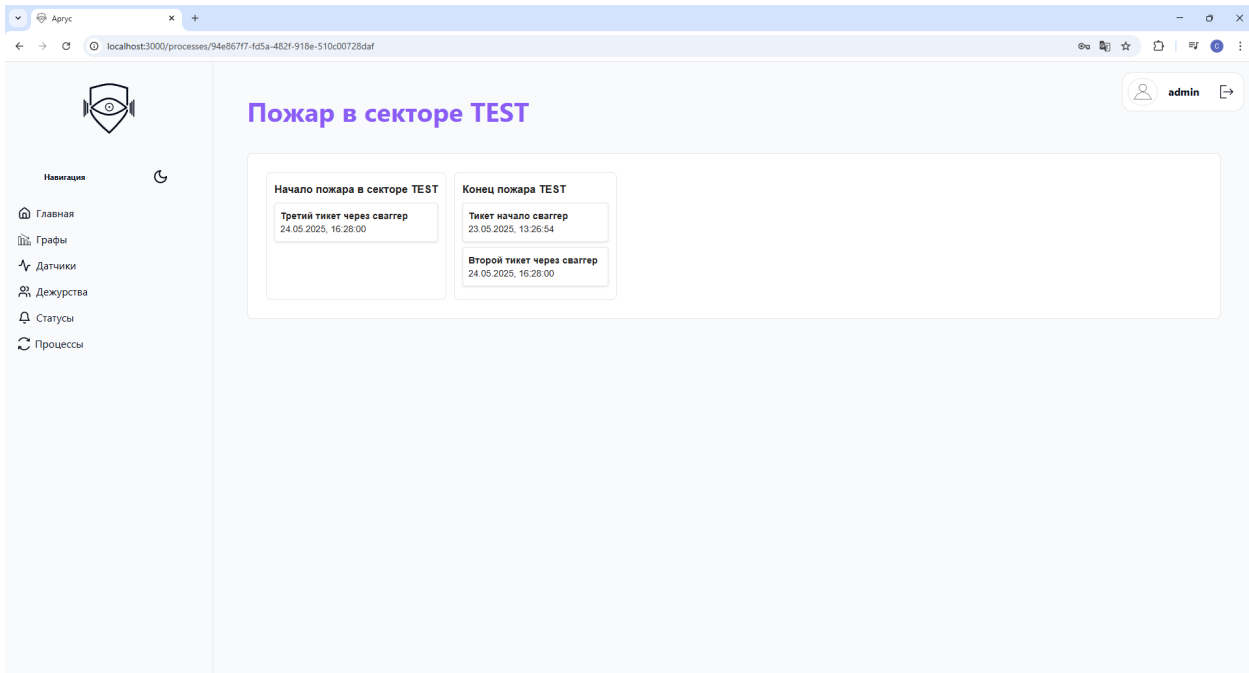 Аргус
localhost:3000/processes/94e867f7-fd5a-482f-918e-510c00728daf
C
admin
Пожар в секторе TEST
Навигация
Главная
Графы
Датчики
Дежурства
Статусы
Процессы
Начало пожара в секторе TEST
Третий тикет через сваггер
24.05.2025, 16:28:00
Конец пожара TEST
Тикет начало сваггер
23.05.2025, 13:26:54
Второй тикет через сваггер
24.05.2025, 16:28:00